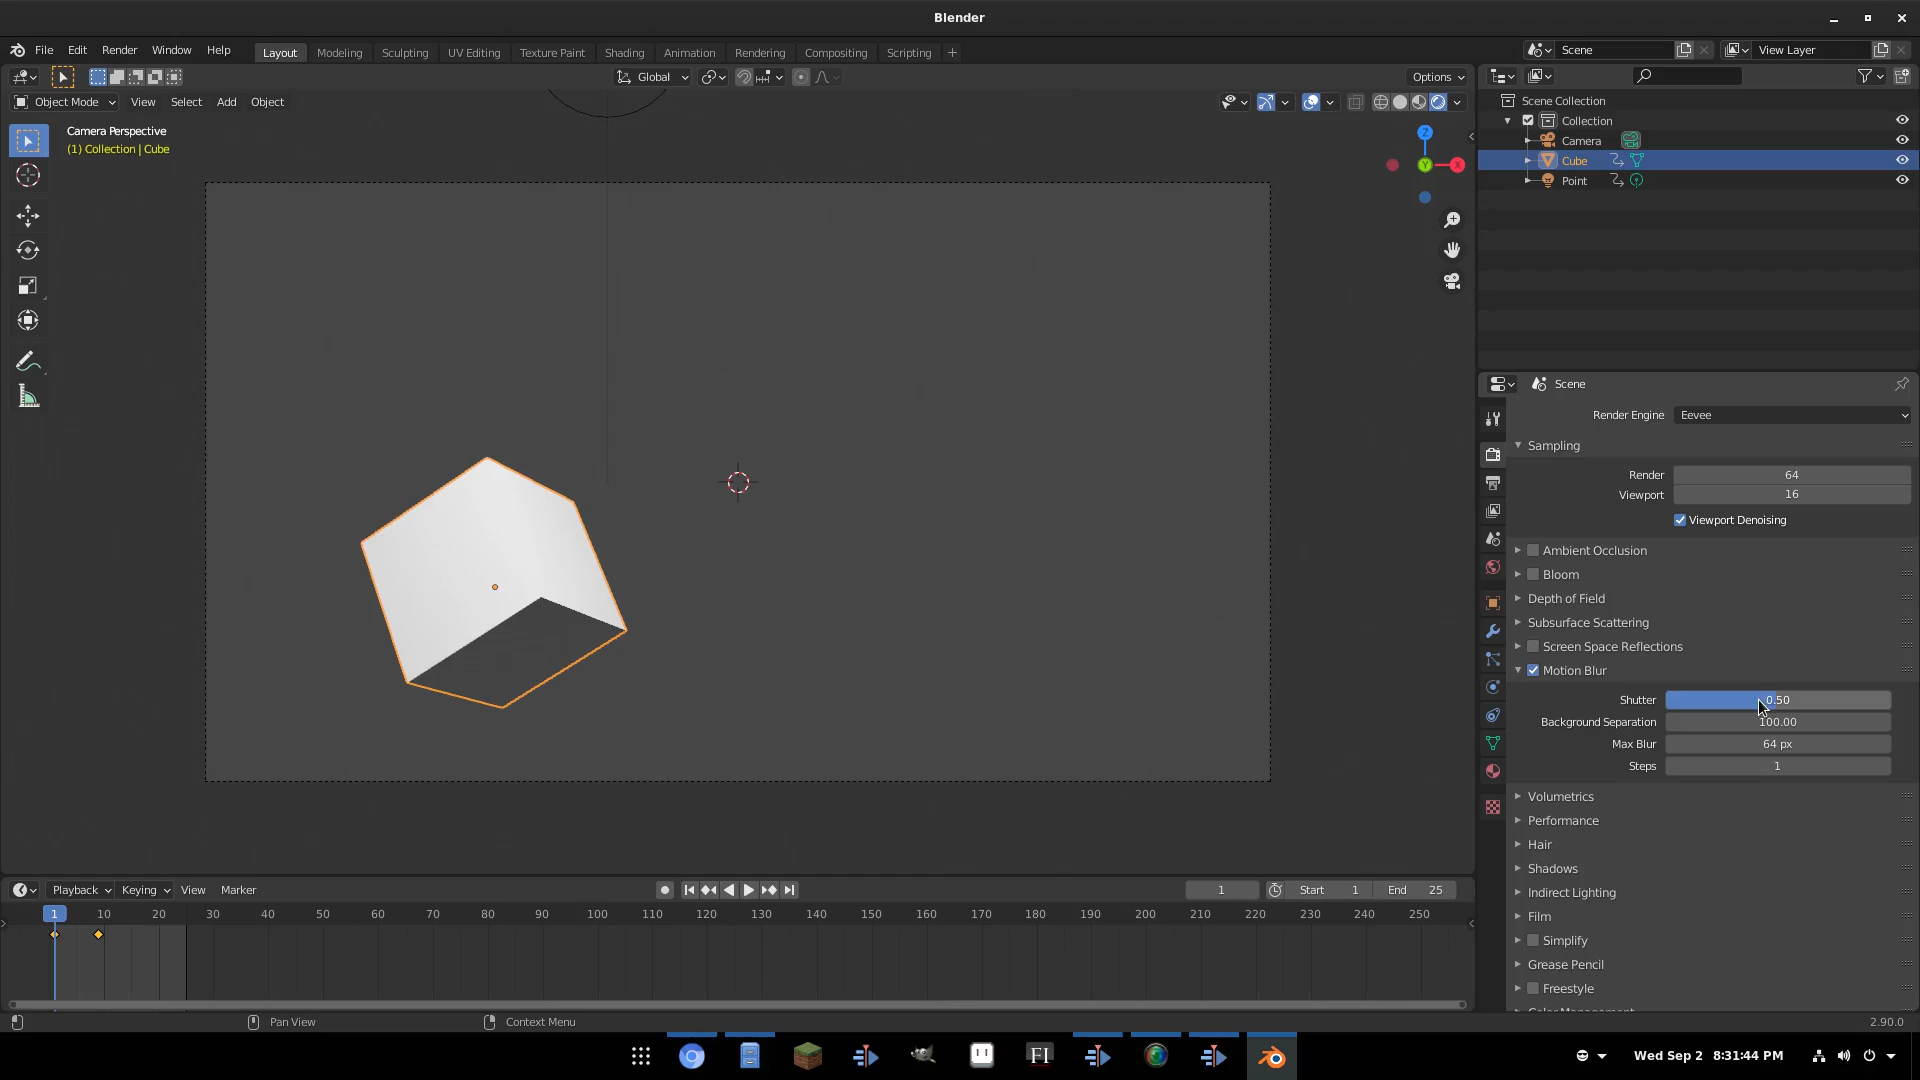 Blender
File Edit Render Window Help
Layout Modeling Sculpting UV Editing Texture Paint Shading Animation Rendering Compositing Scripting
Scene
View Layer
Global
Options
Object Mode View Select Add Object
Camera Perspective
(1) Collection | Cube
Z
Y
X
Scene Collection
Collection
Camera
Cube
Point
Scene
Render Engine Eevee
Sampling
Render 64
Viewport 16
Viewport Denoising
Ambient Occlusion
Bloom
Depth of Field
Subsurface Scattering
Screen Space Reflections
Motion Blur
Shutter 0.50
Background Separation 100.00
Max Blur 64 px
Steps 1
Volumetrics
Performance
Hair
Shadows
Indirect Lighting
Film
Simplify
Grease Pencil
Freestyle
Playback Keying View Marker
1
Start 1
End 25
1 10 20 30 40 50 60 70 80 90 100 110 120 130 140 150 160 170 180 190 200 210 220 230 240 250
Pan View
Context Menu
2.90.0
FI
Wed Sep 2 8:31:44 PM